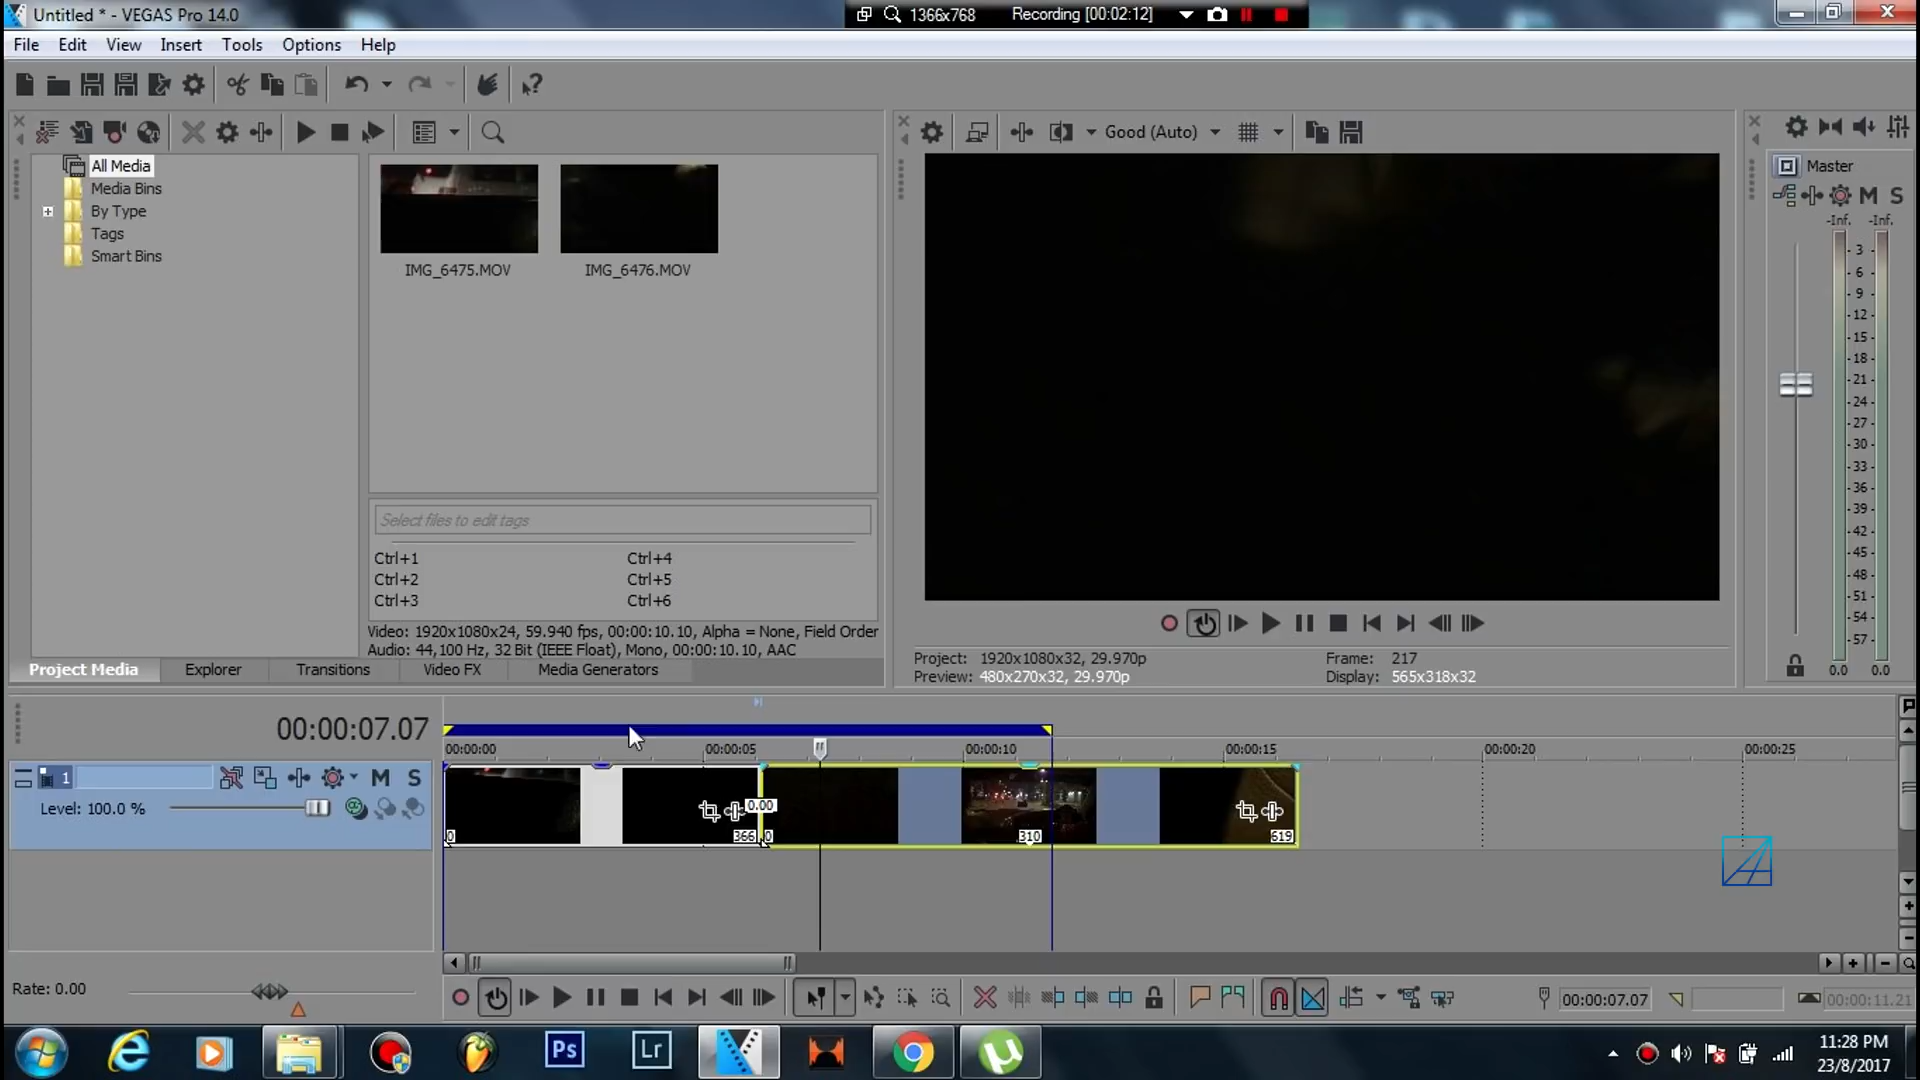 Untitled * - VEGAS Pro 14.0
1366x768
Recording [00:02:12]
File Edit View Insert Tools Options Help
Good (Auto)
All Media
Media Bins
By Type
Tags
Smart Bins
IMG_6475.MOV
IMG_6476.MOV
Master
M S
-Inf. -Inf.
3
6
9
12
15
18
21
24
27
30
33
36
39
42
45
48
51
54
57
0.0 0.0
Select files to edit tags
Ctrl+1 Ctrl+4
Ctrl+2 Ctrl+5
Ctrl+3 Ctrl+6
Video: 1920x1080x24, 59.940 fps, 00:00:10.10, Alpha = None, Field Order
Audio: 44,100 Hz, 32 Bit (IEEE Float), Mono, 00:00:10.10, AAC
Project Media Explorer Transitions Video FX Media Generators
Project: 1920x1080x32, 29.970p
Preview: 480x270x32, 29.970p
Frame: 217
Display: 565x318x32
00:00:07.07
00:00:00 00:00:05 00:00:10 00:00:15 00:00:20 00:00:25
1
M S
Level: 100.0 %
0.00
0 366 0 310 619
Rate: 0.00
00:00:07.07
00:00:11.21
Ps
Lr
11:28 PM
23/8/2017